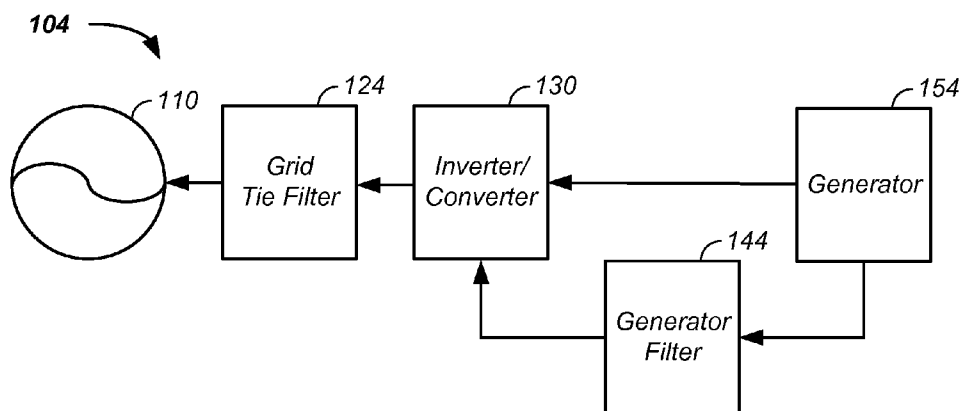 104
110
124
130
154
Grid
Tie Filter
Inverter/
Converter
Generator
144
Generator
Filter